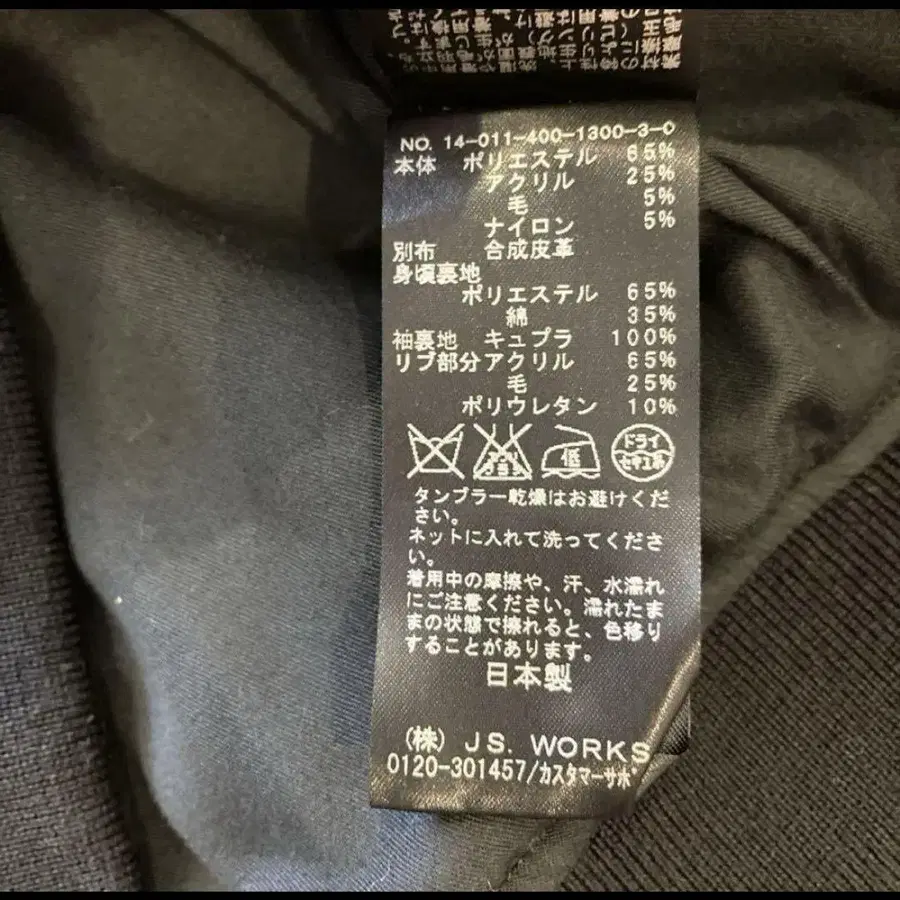 NO. 14-011-400-1300-3-0
本体 ポリエステル 65%
アクリル 25%
毛 5%
ナイロン 5%
別布 合成皮革
身頃裏地
ポリエステル 65%
綿 35%
袖裏地 キュプラ 100%
リブ部分 アクリル 65%
毛 25%
ポリウレタン 10%
低 ドライ
セキユ系
タンブラー乾燥はお避けくだ
さい。
ネットに入れて洗ってくださ
い。
着用中の摩擦や、汗、水濡れ
にご注意ください。濡れたま
まの状態で擦れると、色移り
することがあります。
日本製
(株) J.S. WORKS
0120-301457/カスタマーサポ